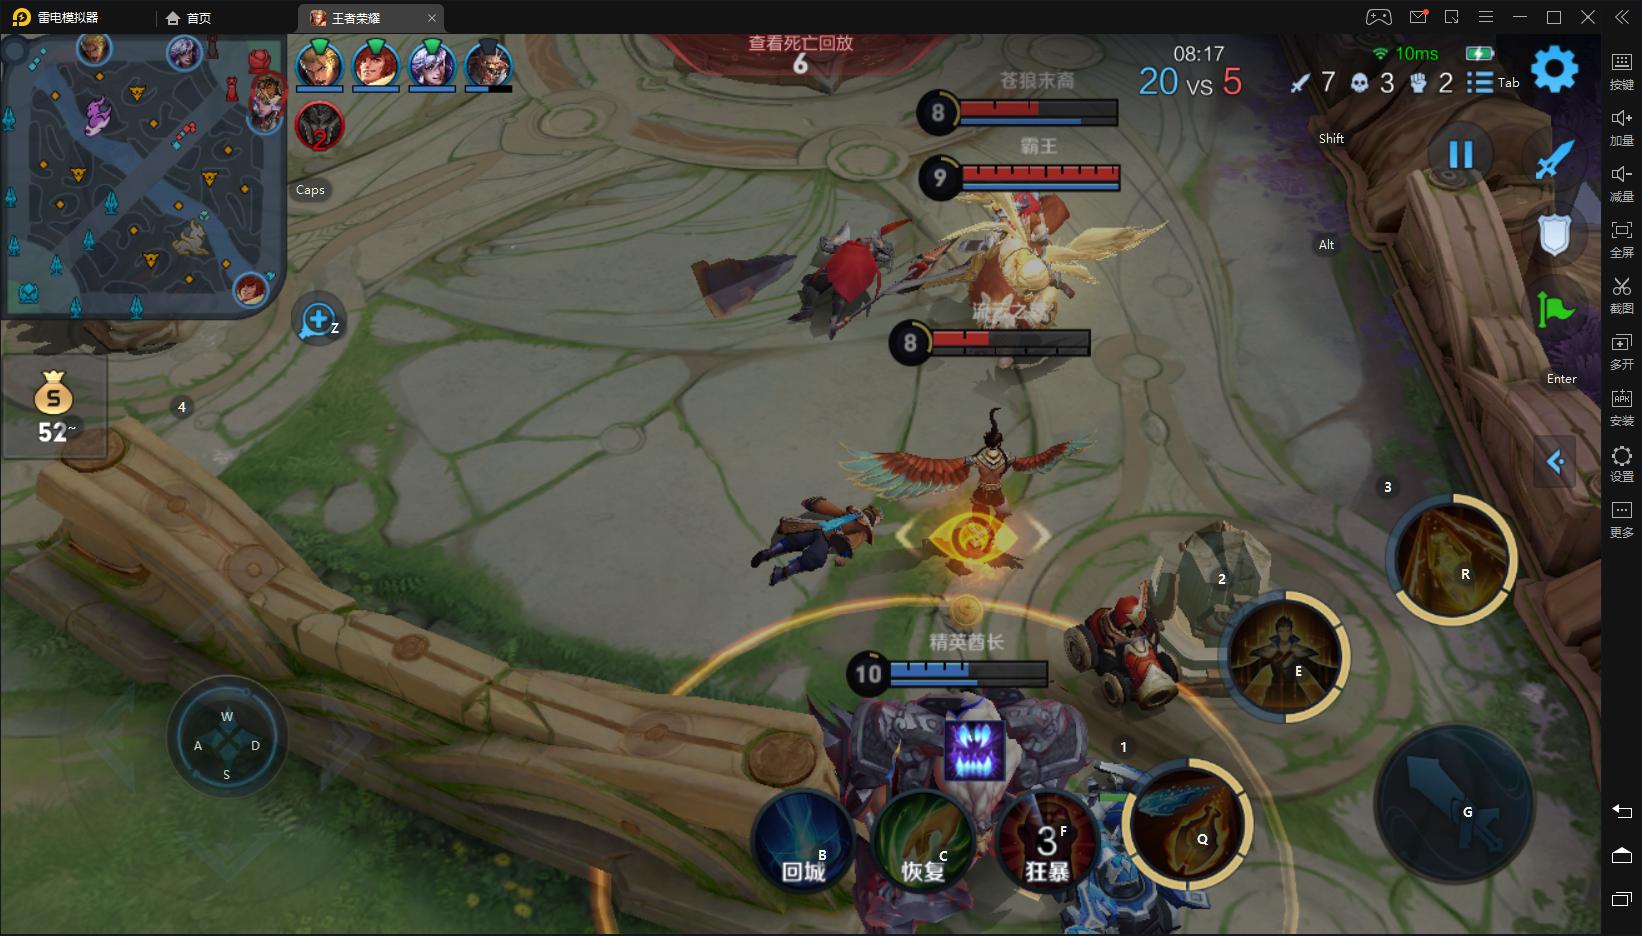 雷电模拟器
首页
王者荣耀
查看死亡回放
6
08:17
20 vs 5
10ms
7
3
2
Tab
按键
加量
减量
全屏
截图
多开
安装
设置
更多
2
Caps
Shift
Alt
Enter
苍狼末裔
8
霸王
9
8
Z
52
4
3
2
1
R
E
Q
G
精英酋长
10
W
A
D
S
B
回城
C
恢复
3
F
狂暴
S